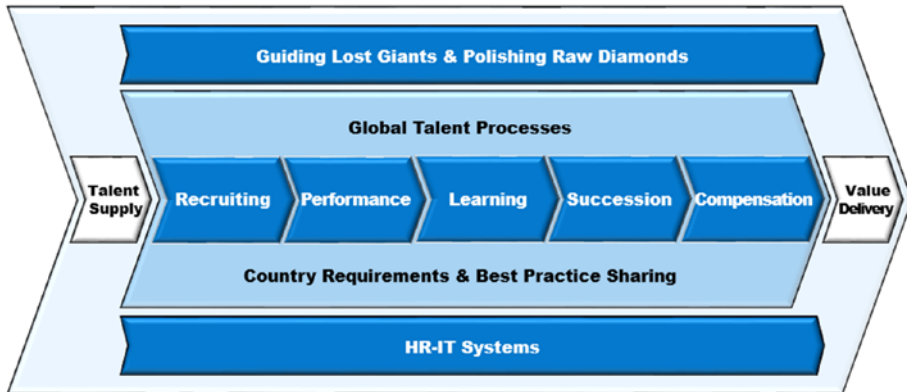 Guiding Lost Giants & Polishing Raw Diamonds
Global Talent Processes
Talent
Supply
Recruiting
Performance
Learning
Succession
Compensation
Value
Delivery
Country Requirements & Best Practice Sharing
HR-IT Systems